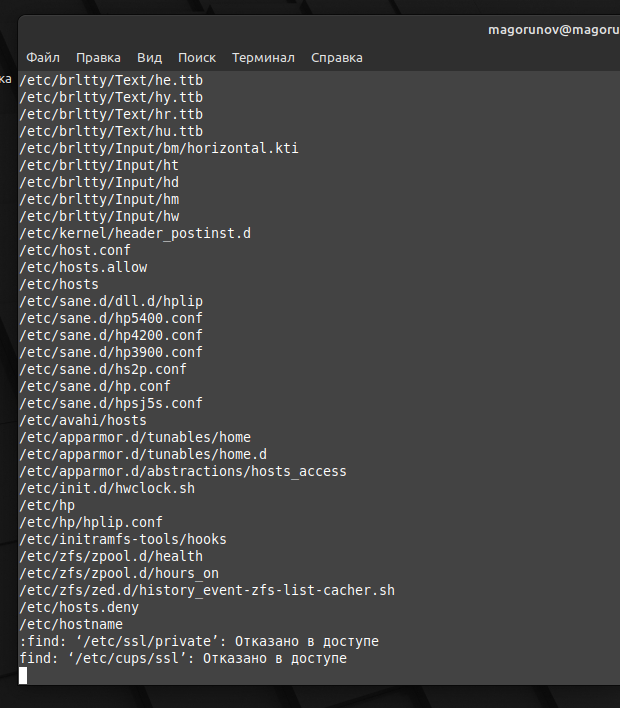 magorunov@magoru
Файл Правка Вид Поиск Терминал Справка
ка
/etc/brltty/Text/he.ttb
/etc/brltty/Text/hy.ttb
/etc/brltty/Text/hr.ttb
/etc/brltty/Text/hu.ttb
/etc/brltty/Input/bm/horizontal.kti
/etc/brltty/Input/ht
/etc/brltty/Input/hd
/etc/brltty/Input/hm
/etc/brltty/Input/hw
/etc/kernel/header_postinst.d
/etc/host.conf
/etc/hosts.allow
/etc/hosts
/etc/sane.d/dll.d/hplip
/etc/sane.d/hp5400.conf
/etc/sane.d/hp4200.conf
/etc/sane.d/hp3900.conf
/etc/sane.d/hs2p.conf
/etc/sane.d/hp.conf
/etc/sane.d/hpsj5s.conf
/etc/avahi/hosts
/etc/apparmor.d/tunables/home
/etc/apparmor.d/tunables/home.d
/etc/apparmor.d/abstractions/hosts_access
/etc/init.d/hwclock.sh
/etc/hp
/etc/hp/hplip.conf
/etc/initramfs-tools/hooks
/etc/zfs/zpool.d/health
/etc/zfs/zpool.d/hours_on
/etc/zfs/zed.d/history_event-zfs-list-cacher.sh
/etc/hosts.deny
/etc/hostname
:find: ‘/etc/ssl/private’: Отказано в доступе
find: ‘/etc/cups/ssl’: Отказано в доступе